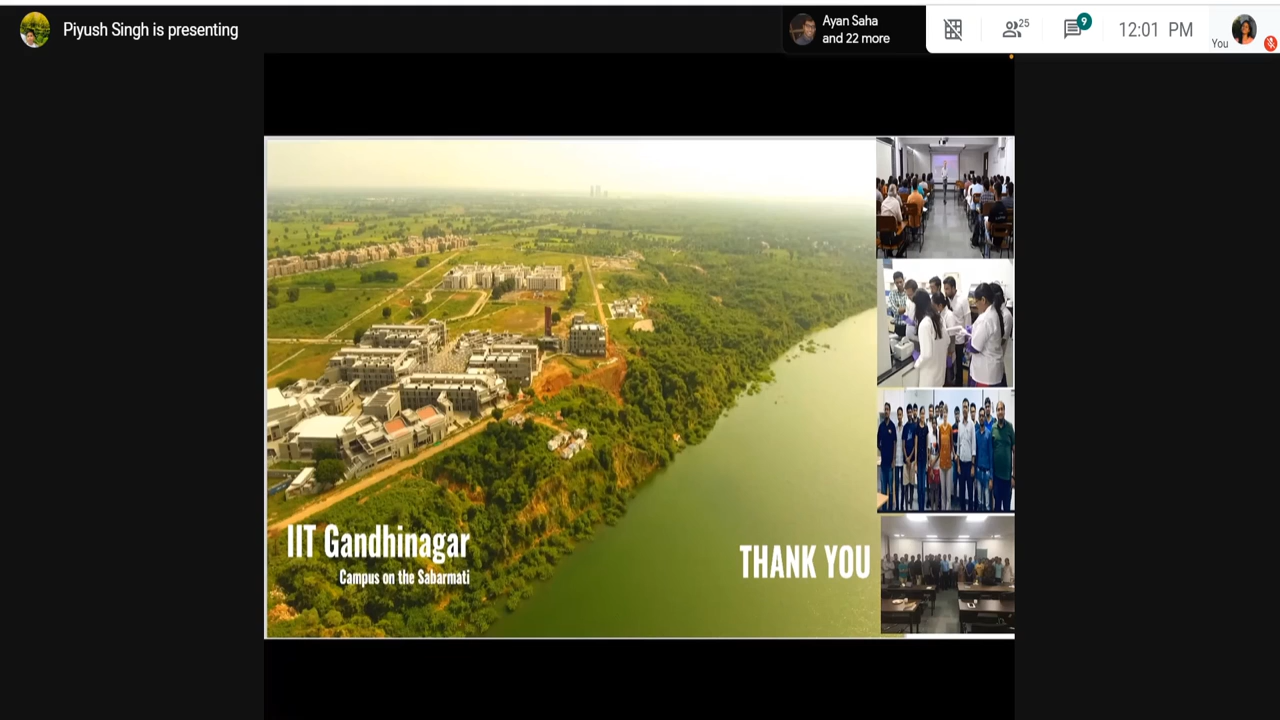 Piyush Singh is presenting
Ayan Saha
and 22 more
25
9
12:01 PM
You
IIT Gandhinagar
Campus on the Sabarmati
THANK YOU